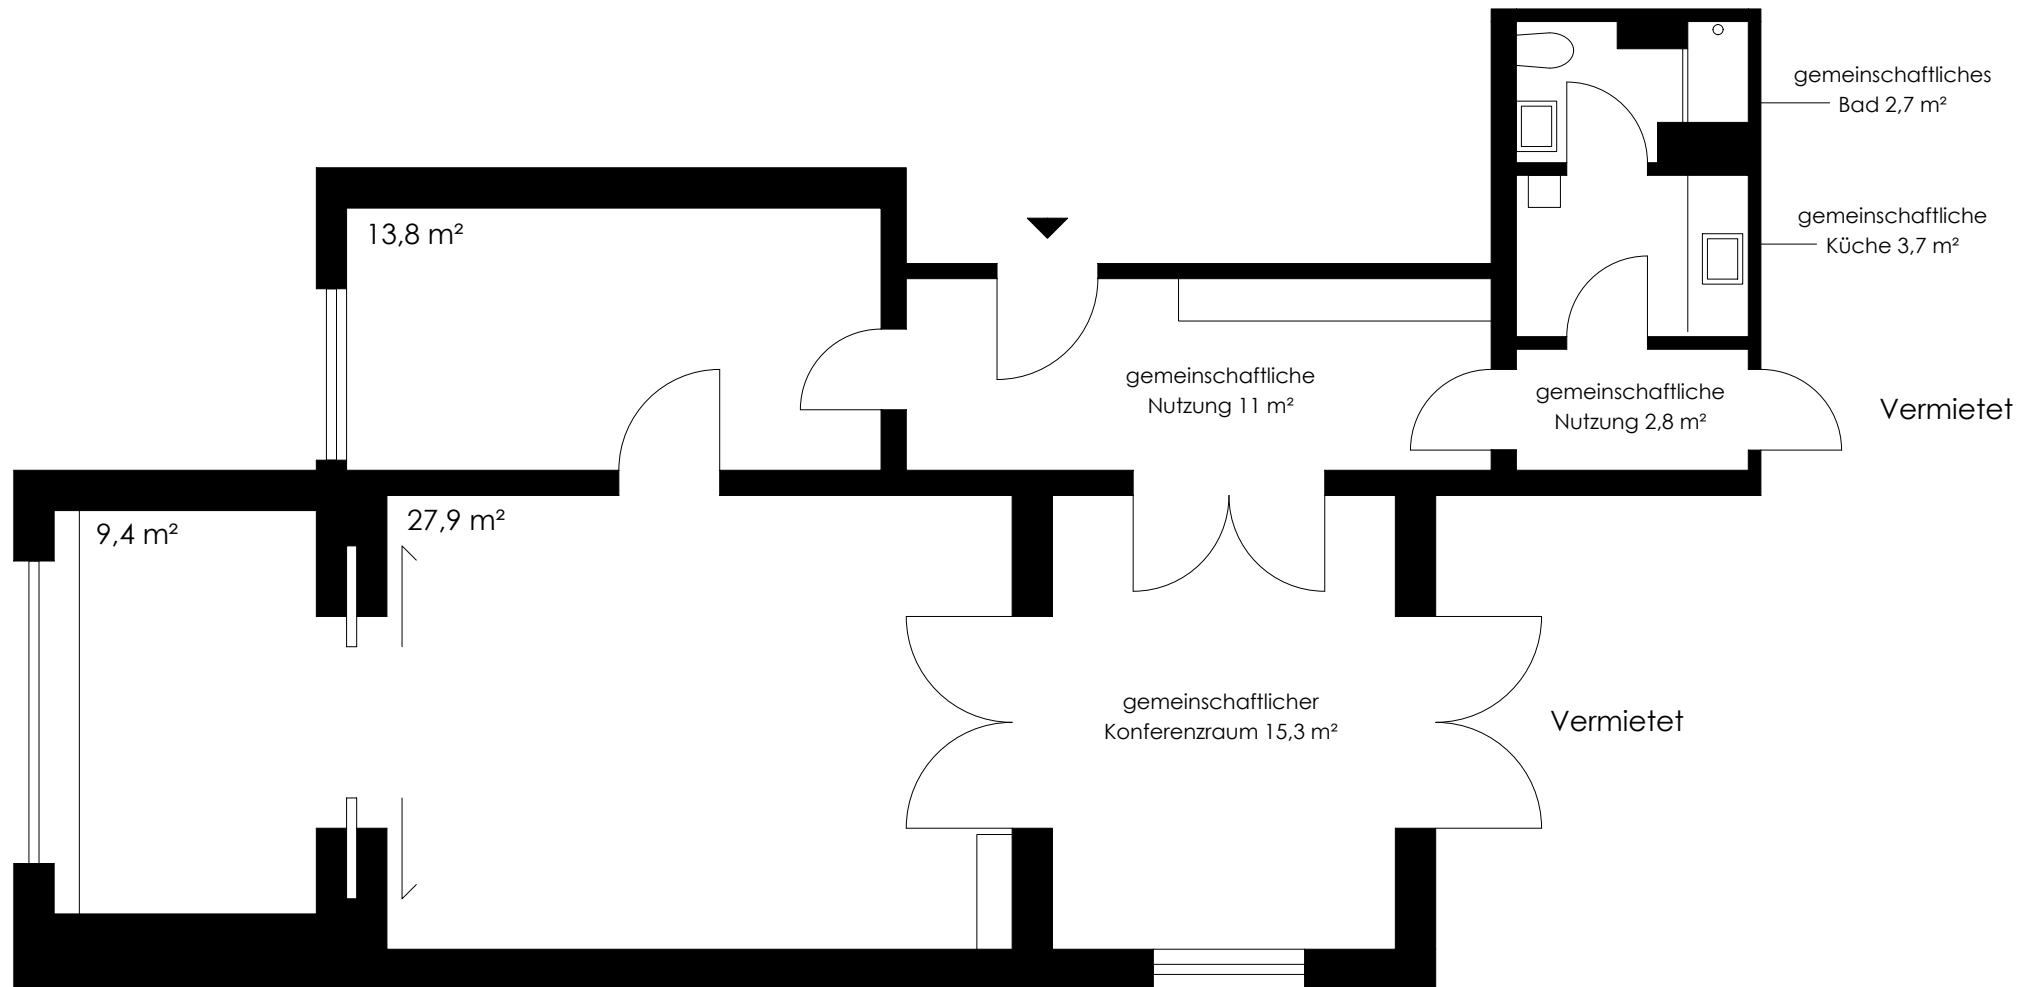 gemeinschaftliches
Bad 2,7 m²
gemeinschaftliche
Küche 3,7 m²
13,8 m²
gemeinschaftliche
Nutzung 11 m²
gemeinschaftliche
Nutzung 2,8 m²
Vermietet
9,4 m²
27,9 m²
gemeinschaftlicher
Konferenzraum 15,3 m²
Vermietet